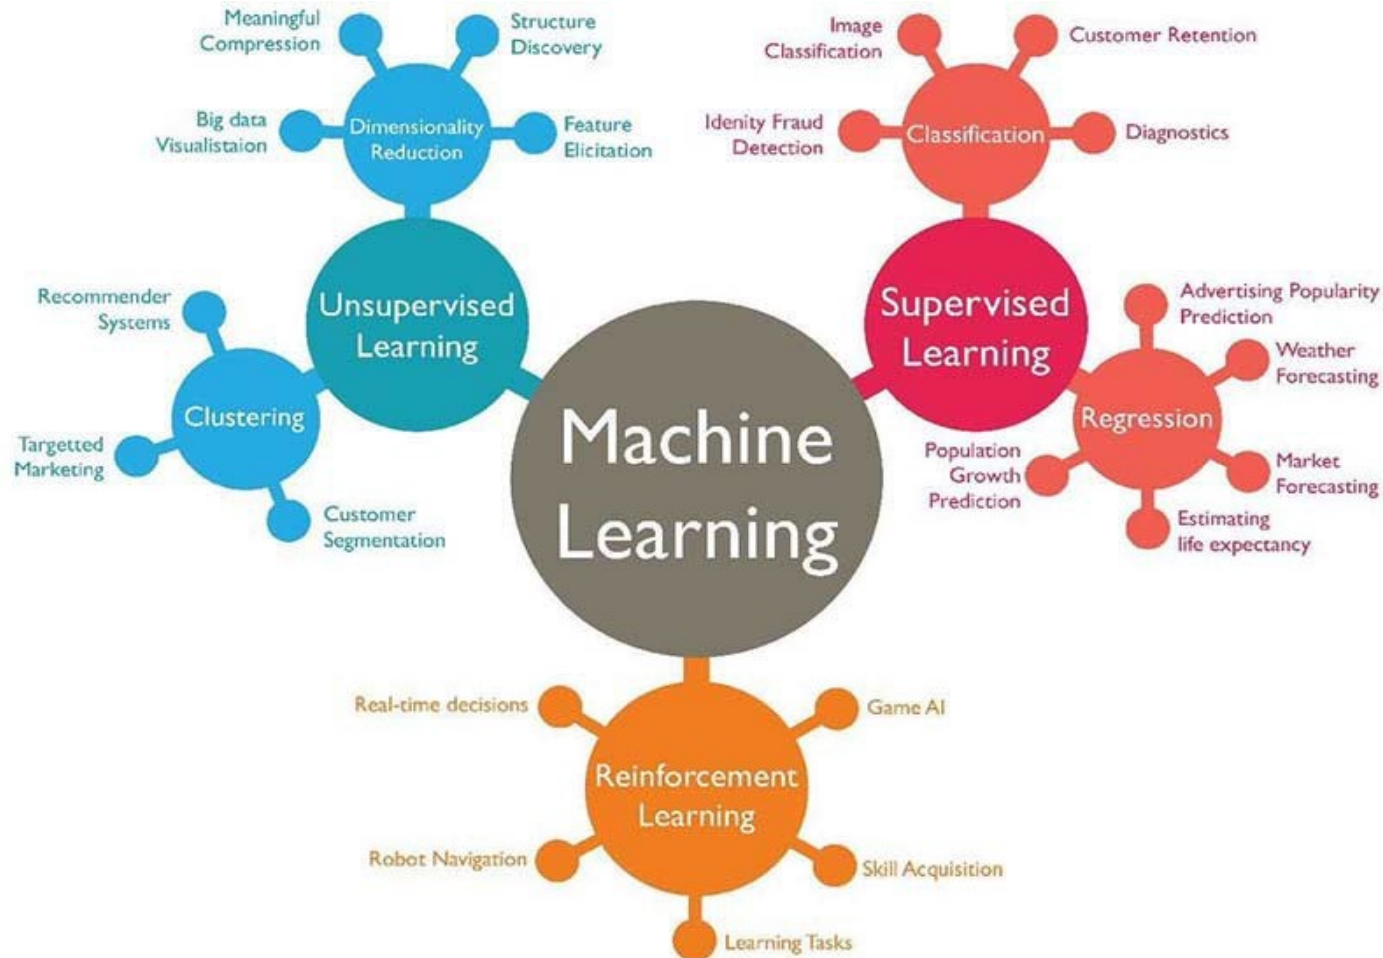 Meaningful
Compression
Structure
Discovery
Big data
Visualistaion
Dimensionality
Reduction
Feature
Elicitation
Image
Classification
Customer Retention
Idenity Fraud
Detection
Classification
Diagnostics
Recommender
Systems
Unsupervised
Learning
Clustering
Targetted
Marketing
Customer
Segmentation
Machine
Learning
Supervised
Learning
Advertising Popularity
Prediction
Weather
Forecasting
Regression
Population
Growth
Prediction
Market
Forecasting
Estimating
life expectancy
Real-time decisions
Game AI
Reinforcement
Learning
Robot Navigation
Skill Acquisition
Learning Tasks